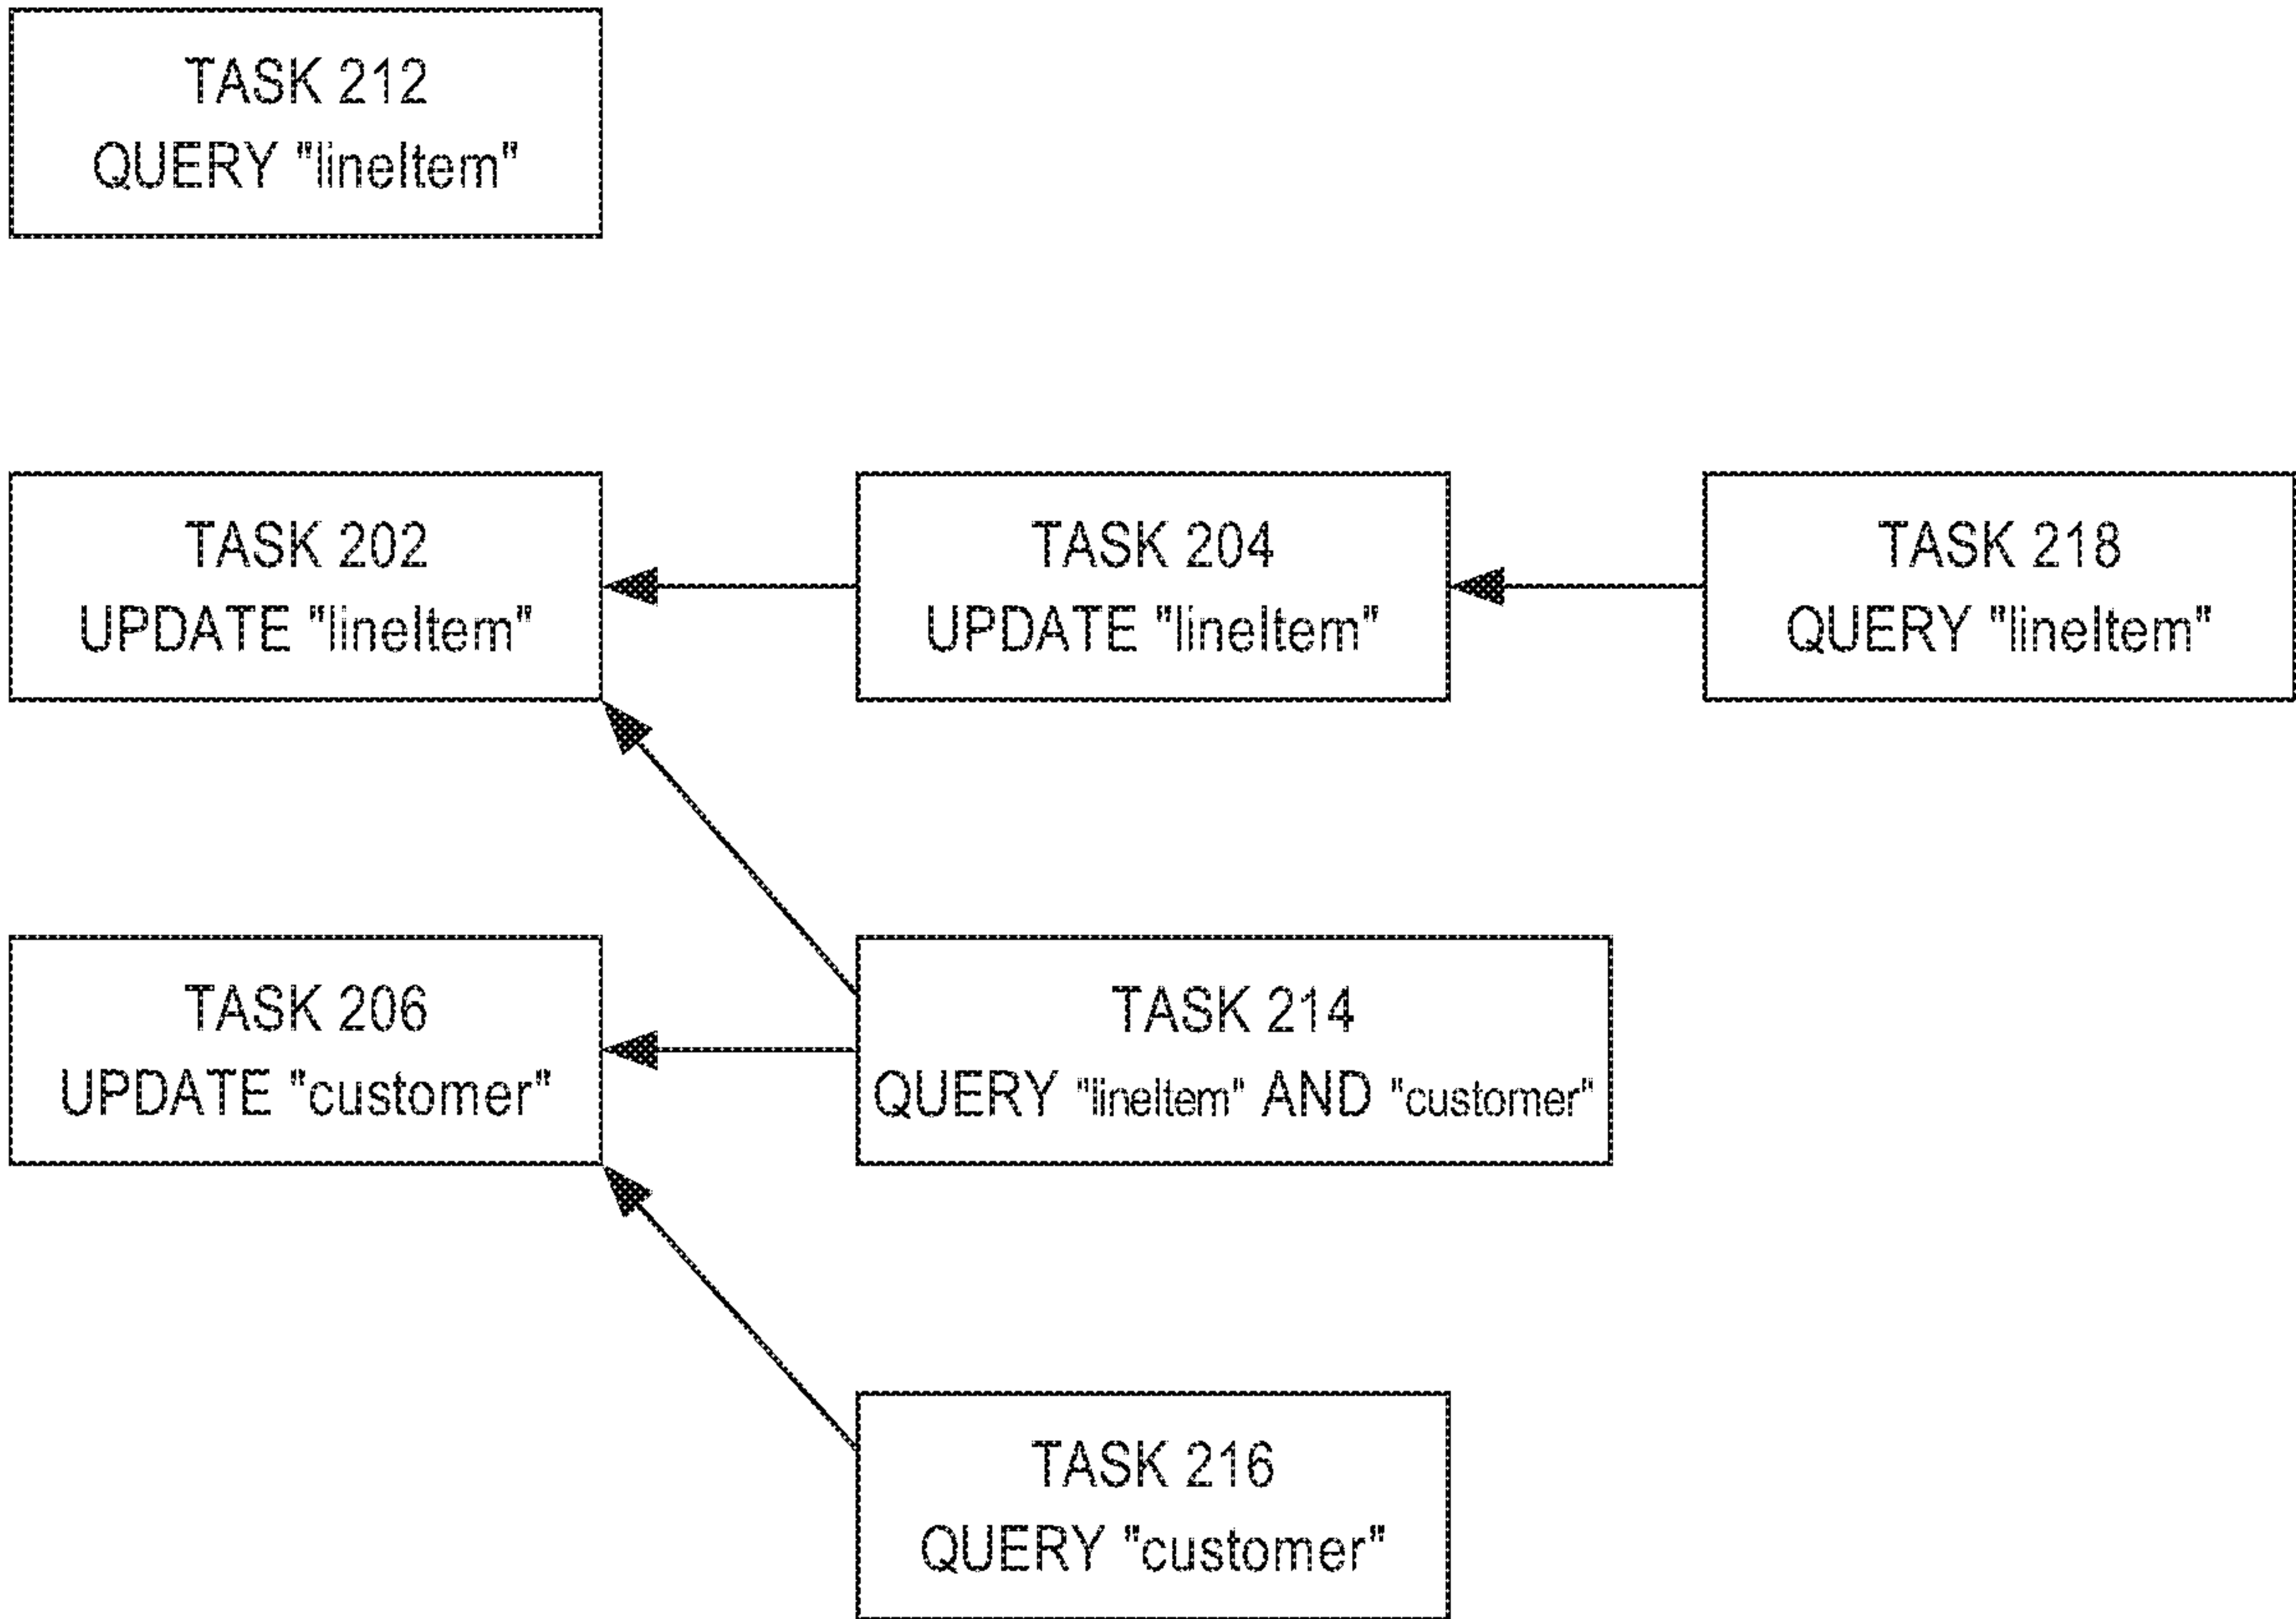 TASK 212
QUERY "lineItem"
TASK 202
UPDATE "lineItem"
TASK 204
UPDATE "lineItem"
TASK 218
QUERY "lineItem"
TASK 206
UPDATE "customer"
TASK 214
QUERY "lineItem" AND "customer"
TASK 216
QUERY "customer"